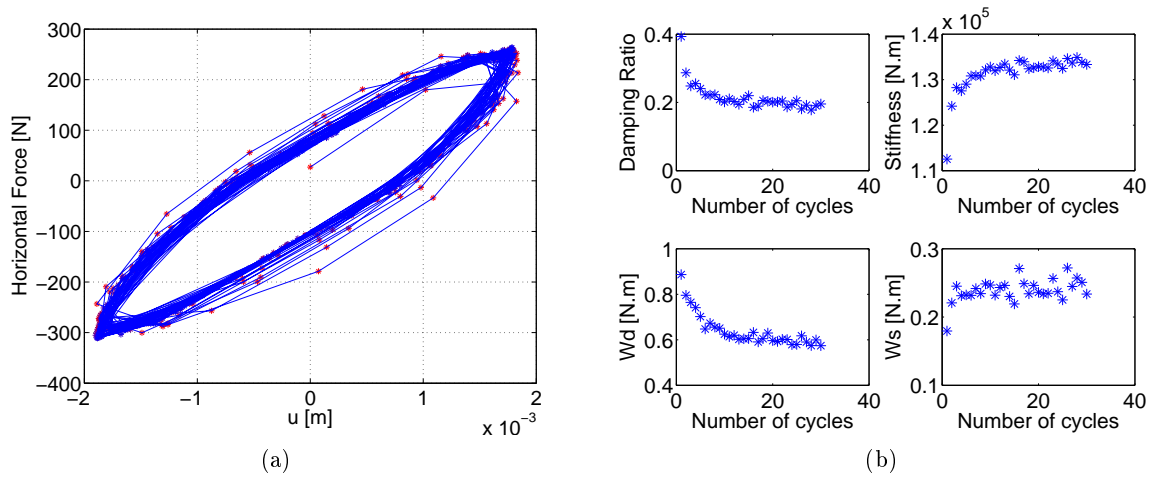 300
200
100
0
−100
−200
−300
−400
Horizontal Force [N]
−2
−1
0
1
2
u [m]
x 10⁻³
(a)
0.4
0.2
0
Damping Ratio
0
20
40
Number of cycles
x 10⁵
1.4
1.3
1.2
1.1
Stiffness [N.m]
0
20
40
Number of cycles
1
0.8
0.6
0.4
Wd [N.m]
0
20
40
Number of cycles
0.3
0.2
0.1
Ws [N.m]
0
20
40
Number of cycles
(b)